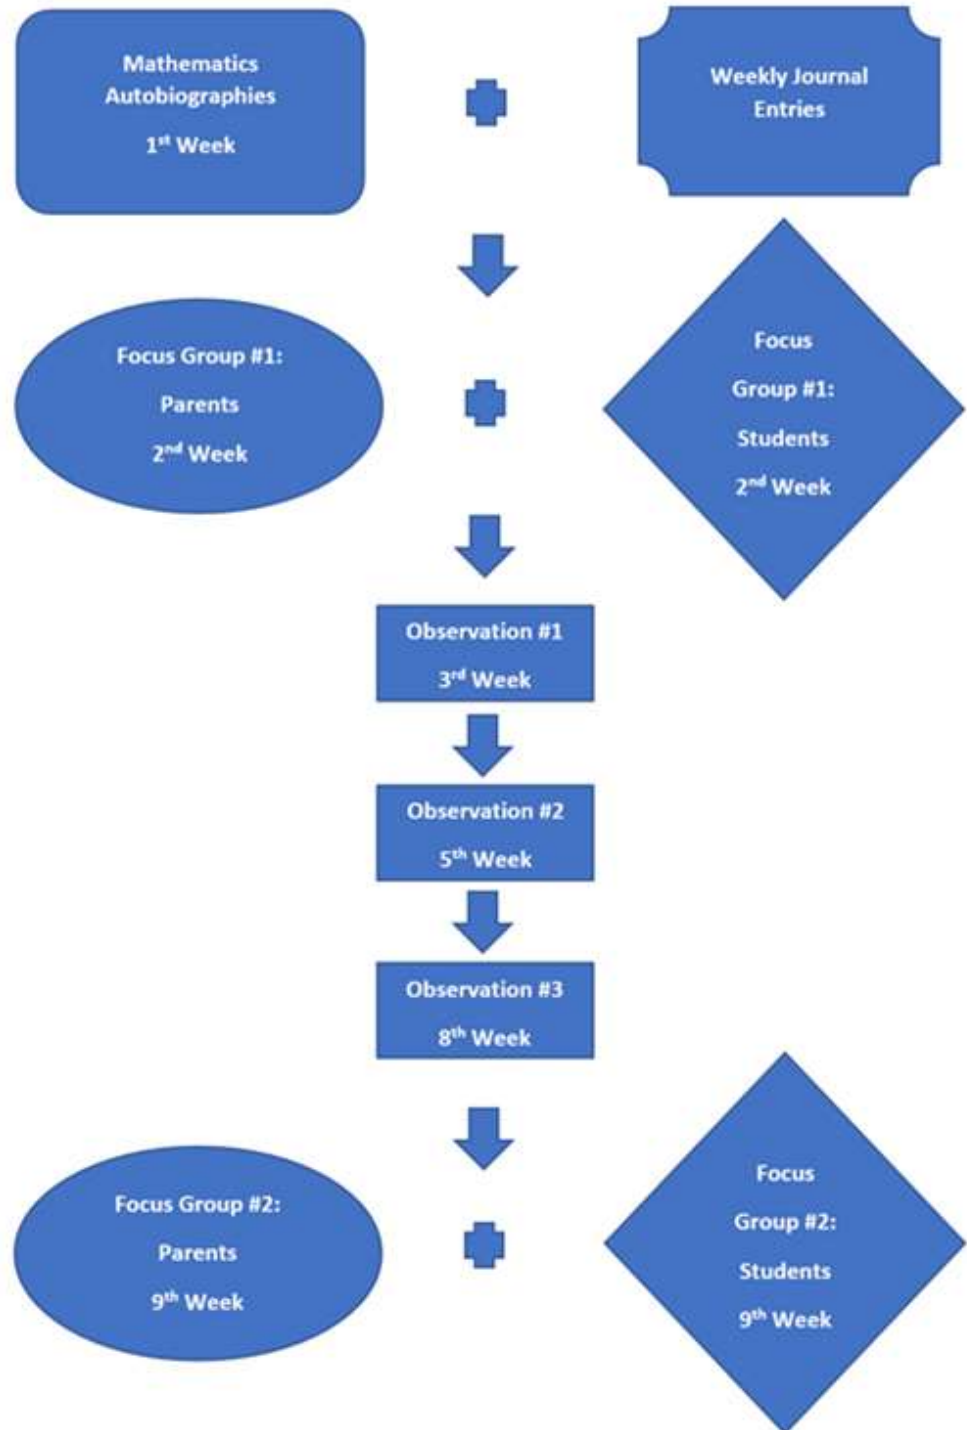 Mathematics
Autobiographies
1st Week
Weekly Journal
Entries
Focus Group #1:
Parents
2nd Week
Focus
Group #1:
Students
2nd Week
Observation #1
3rd Week
Observation #2
5th Week
Observation #3
8th Week
Focus Group #2:
Parents
9th Week
Focus
Group #2:
Students
9th Week